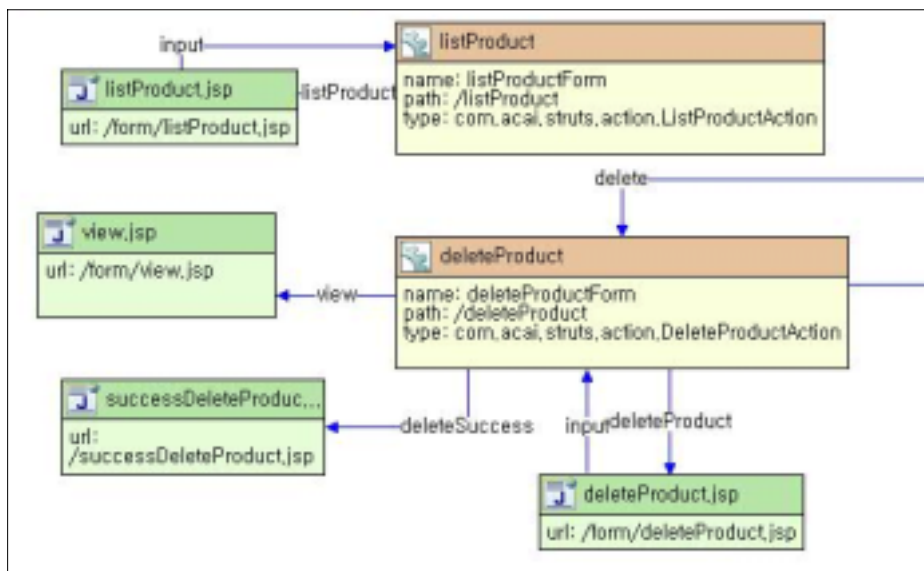 input
listProduct
listProduct.jsp
listProduct
name: listProductForm
path: /listProduct
type: com.acai.struts.action.ListProductAction
url: /form/listProduct.jsp
delete
view.jsp
url: /form/view.jsp
deleteProduct
view
name: deleteProductForm
path: /deleteProduct
type: com.acai.struts.action.DeleteProductAction
successDeleteProduc...
url:
/successDeleteProduct.jsp
deleteSuccess
input
deleteProduct
deleteProduct.jsp
url: /form/deleteProduct.jsp